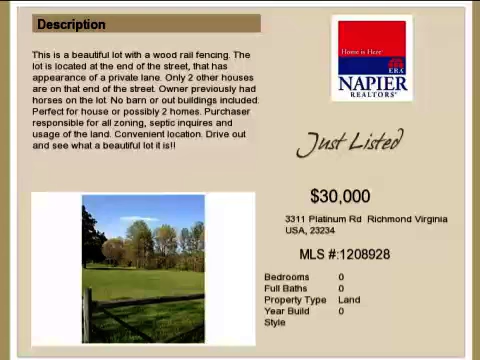 Description
This is a beautiful lot with a wood rail fencing. The
lot is located at the end of the street, that has
appearance of a private lane. Only 2 other houses
are on that end of the street. Owner previously had
horses on the lot. No barn or out buildings included.
Perfect for house or possibly 2 homes. Purchaser
responsible for all zoning, septic inquires and
usage of the land. Convenient location. Drive out
and see what a beautiful lot it is!!
Home is Here
ERA
NAPIER
REALTORS
Just Listed
$30,000
3311 Platinum Rd Richmond Virginia
USA, 23234
MLS #:1208928
Bedrooms 0
Full Baths 0
Property Type Land
Year Build 0
Style